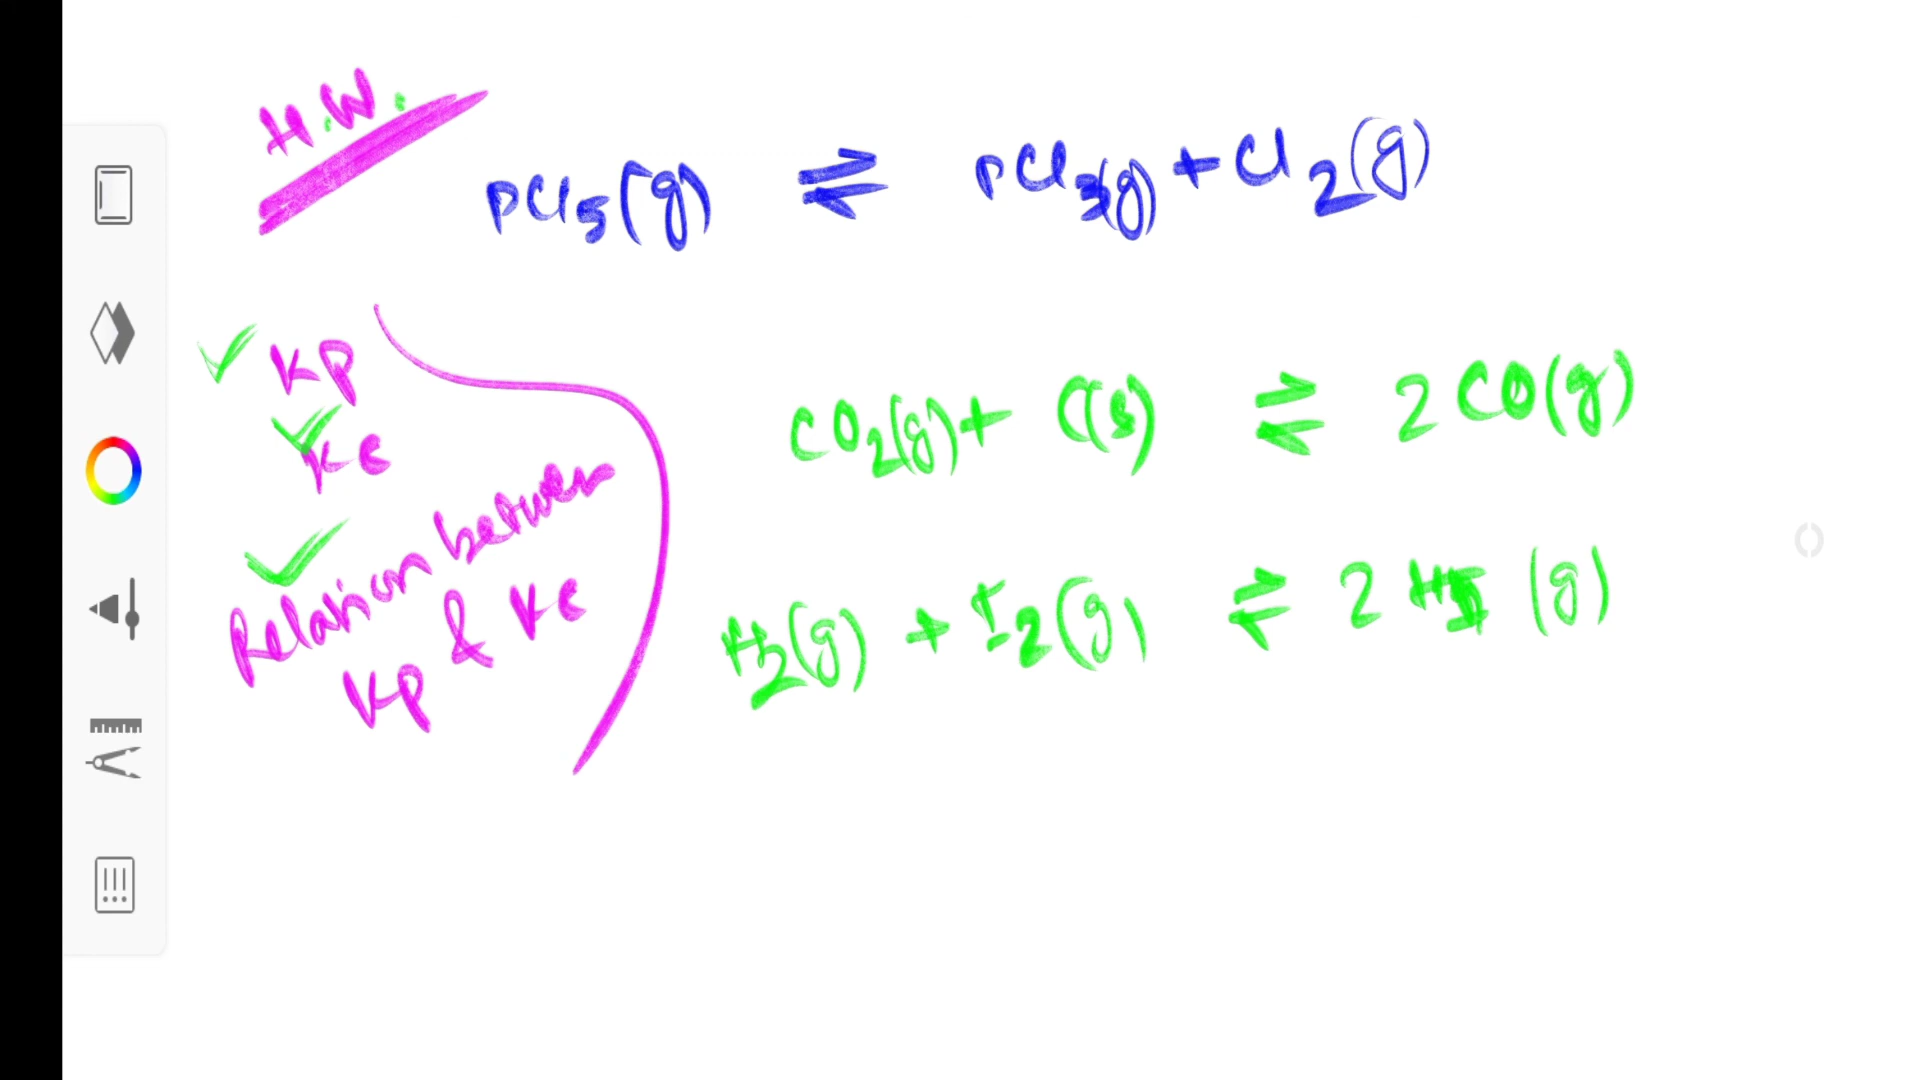 H.W.
PCl5(g) ⇌ PCl3(g) + Cl2(g)
✓ Kp
✓ Kc
CO2(g) + C(s) ⇌ 2CO(g)
✓ Relation between
Kp & Kc
H2(g) + I2(g) ⇌ 2HI (g)